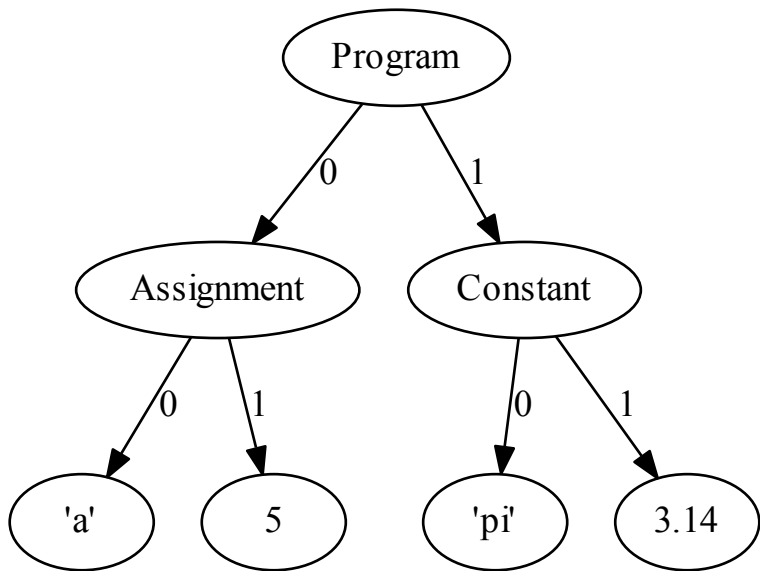 Program
0 1
Assignment Constant
0 1 0 1
'a' 5 'pi' 3.14